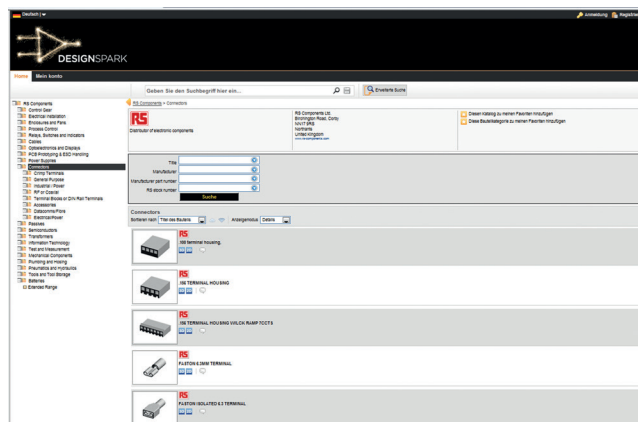 Deutsch | ▾
Anmeldung
DESIGNSPARK
Home Mein konto
Geben Sie den Suchbegriff hier ein...
Erweiterte Suche
RS Components > Connectors
RS Components
Control Gear
Electrical Installation
Enclosures and Fans
Process Control
Relays, Switches and Indicators
Cables
Optoelectronics and Displays
PCB Prototyping & ESD Handling
Power Supplies
Connectors
Crimp Terminals
General Purpose
Industrial / Power
RF or Coaxial
Terminal Blocks or DIN Rail Terminals
Accessories
Datacomms/Fibre
Electrical/Power
Passives
Semiconductors
Transformers
Information Technology
Test and Measurement
Mechanical Components
Plumbing and Hosing
Pneumatics and Hydraulics
Tools and Tool Storage
Batteries
Extended Range
RS
Distributor of electronic components
RS Components Ltd.
Birchington Road, Corby
NN17 9RS
Northants
United Kingdom
Diesen Katalog zu meinen Favoriten hinzufügen
Diese Bauteilkategorie zu meinen Favoriten hinzufügen
Title
Manufacturer
Manufacturer part number
RS stock number
Suche
Connectors
Sortieren nach Titel des Bauteils Anzeigemodus Details
RS
.156 TERMINAL HOUSING
RS
.156 TERMINAL HOUSING W/LCK RAMP 7CCTS
RS
FASTON 6.3MM TERMINAL
RS
FASTON ISOLATED 6.3 TERMINAL